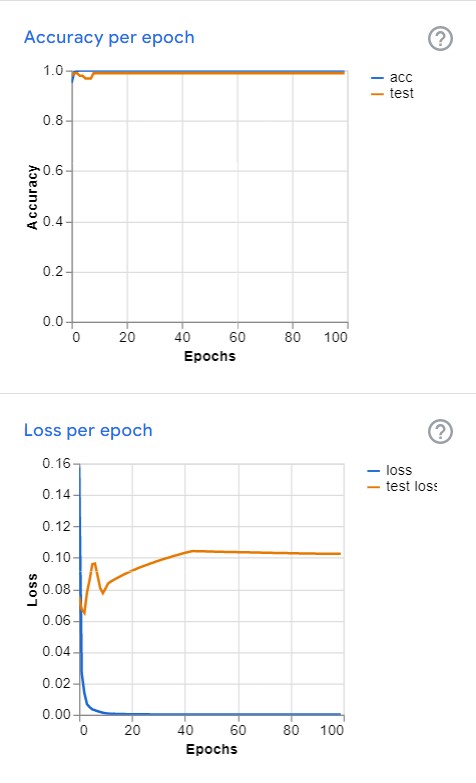 Accuracy per epoch
?
1.0
0.8
0.6
0.4
0.2
0.0
Accuracy
0 20 40 60 80 100
Epochs
acc
test
Loss per epoch
?
0.16
0.14
0.12
0.10
0.08
0.06
0.04
0.02
0.00
Loss
0 20 40 60 80 100
Epochs
loss
test loss